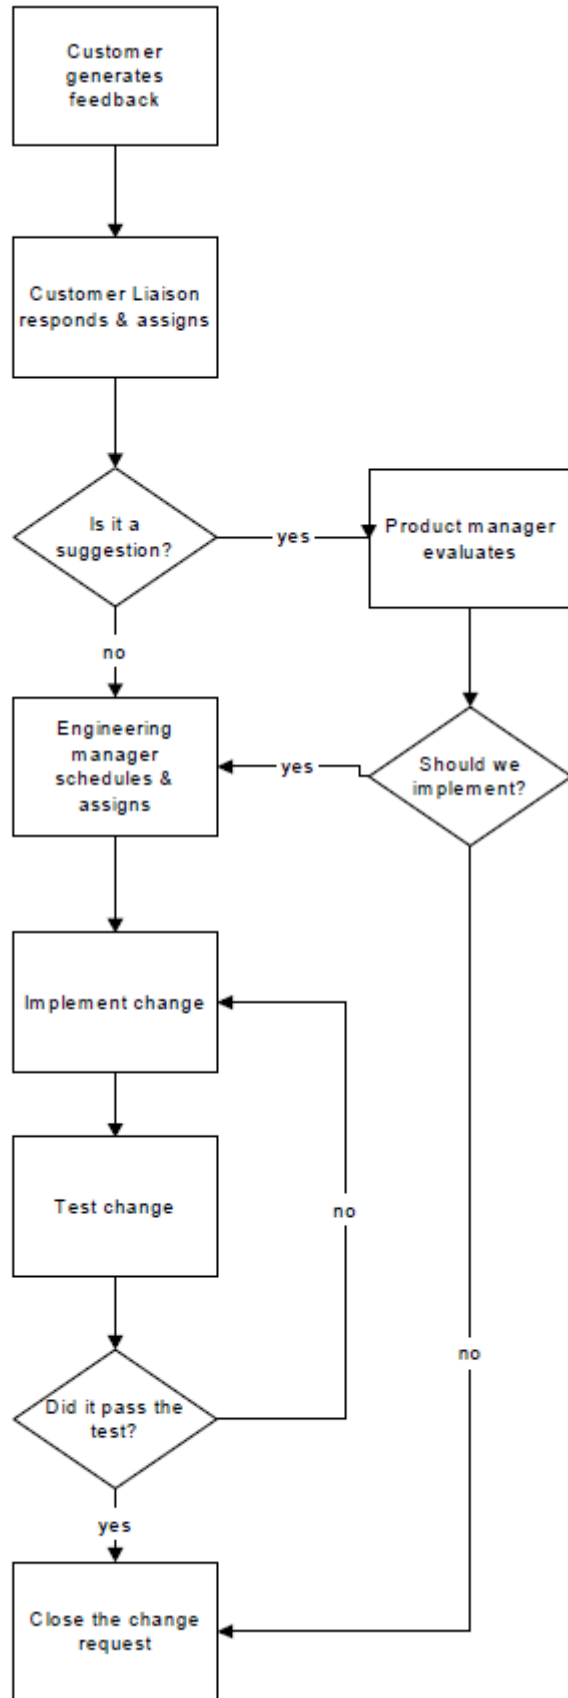 Customer
generates
feedback
Customer Liaison
responds & assigns
Is it a
suggestion?
yes
Product manager
evaluates
no
Engineering
manager
schedules &
assigns
yes
Should we
implement?
Implement change
Test change
no
no
Did it pass the
test?
yes
Close the change
request